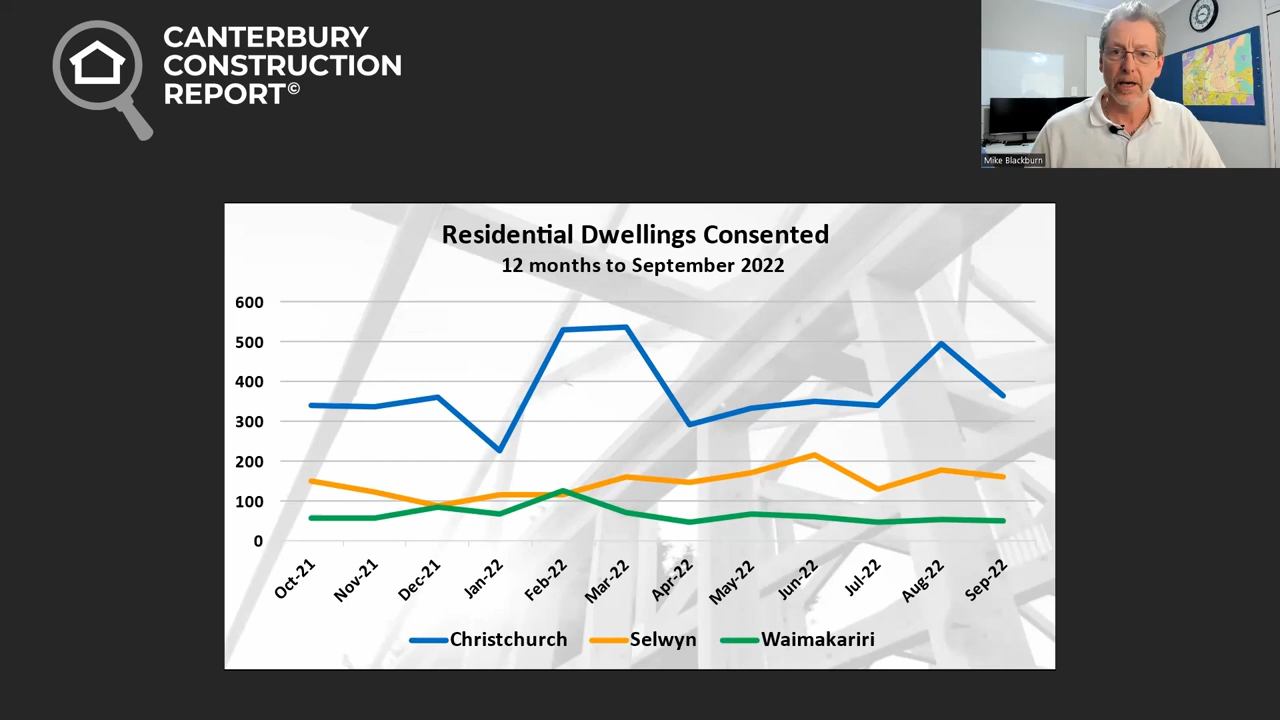 CANTERBURY
CONSTRUCTION
REPORT©
Mike Blackburn
Residential Dwellings Consented
12 months to September 2022
600
500
400
300
200
100
0
Oct-21
Nov-21
Dec-21
Jan-22
Feb-22
Mar-22
Apr-22
May-22
Jun-22
Jul-22
Aug-22
Sep-22
Christchurch
Selwyn
Waimakariri